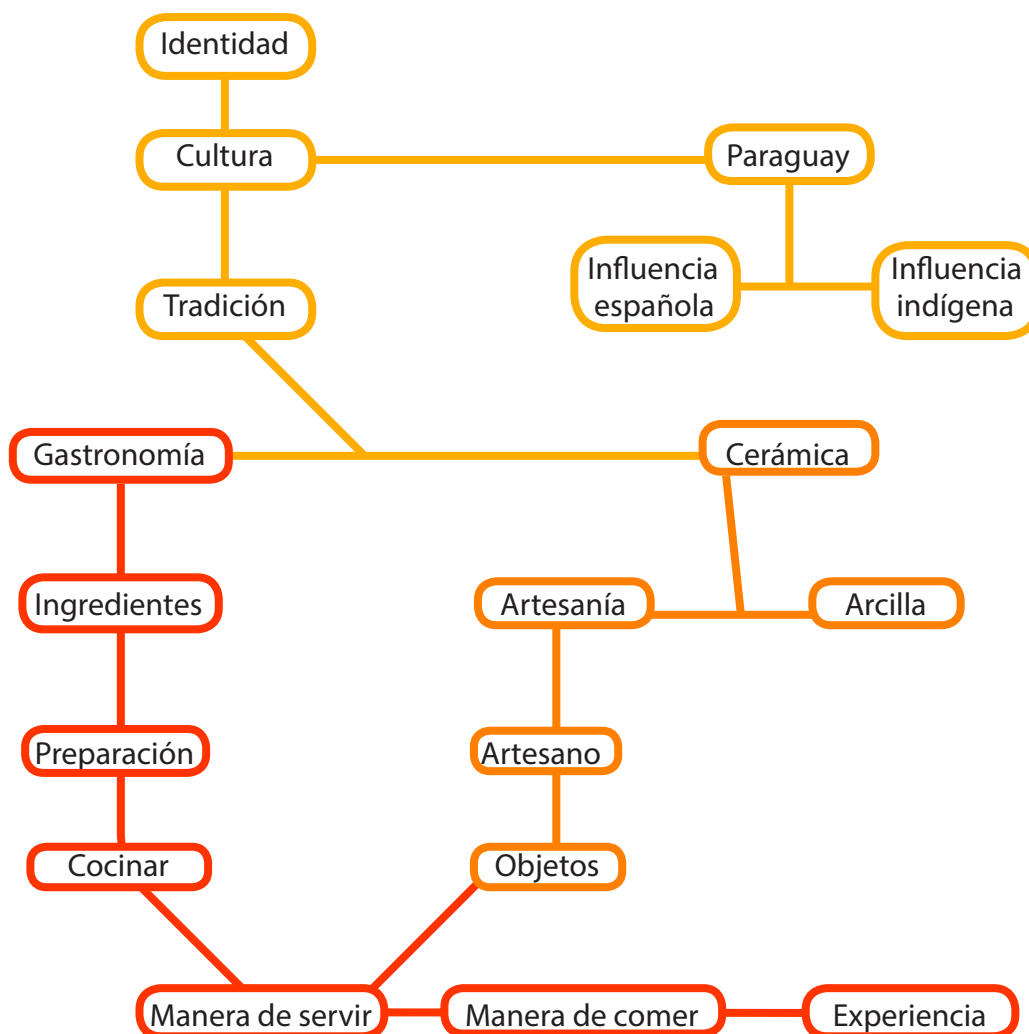 Identidad
Cultura
Paraguay
Influencia
española
Influencia
indígena
Tradición
Gastronomía
Cerámica
Ingredientes
Artesanía
Arcilla
Preparación
Artesano
Cocinar
Objetos
Manera de servir
Manera de comer
Experiencia